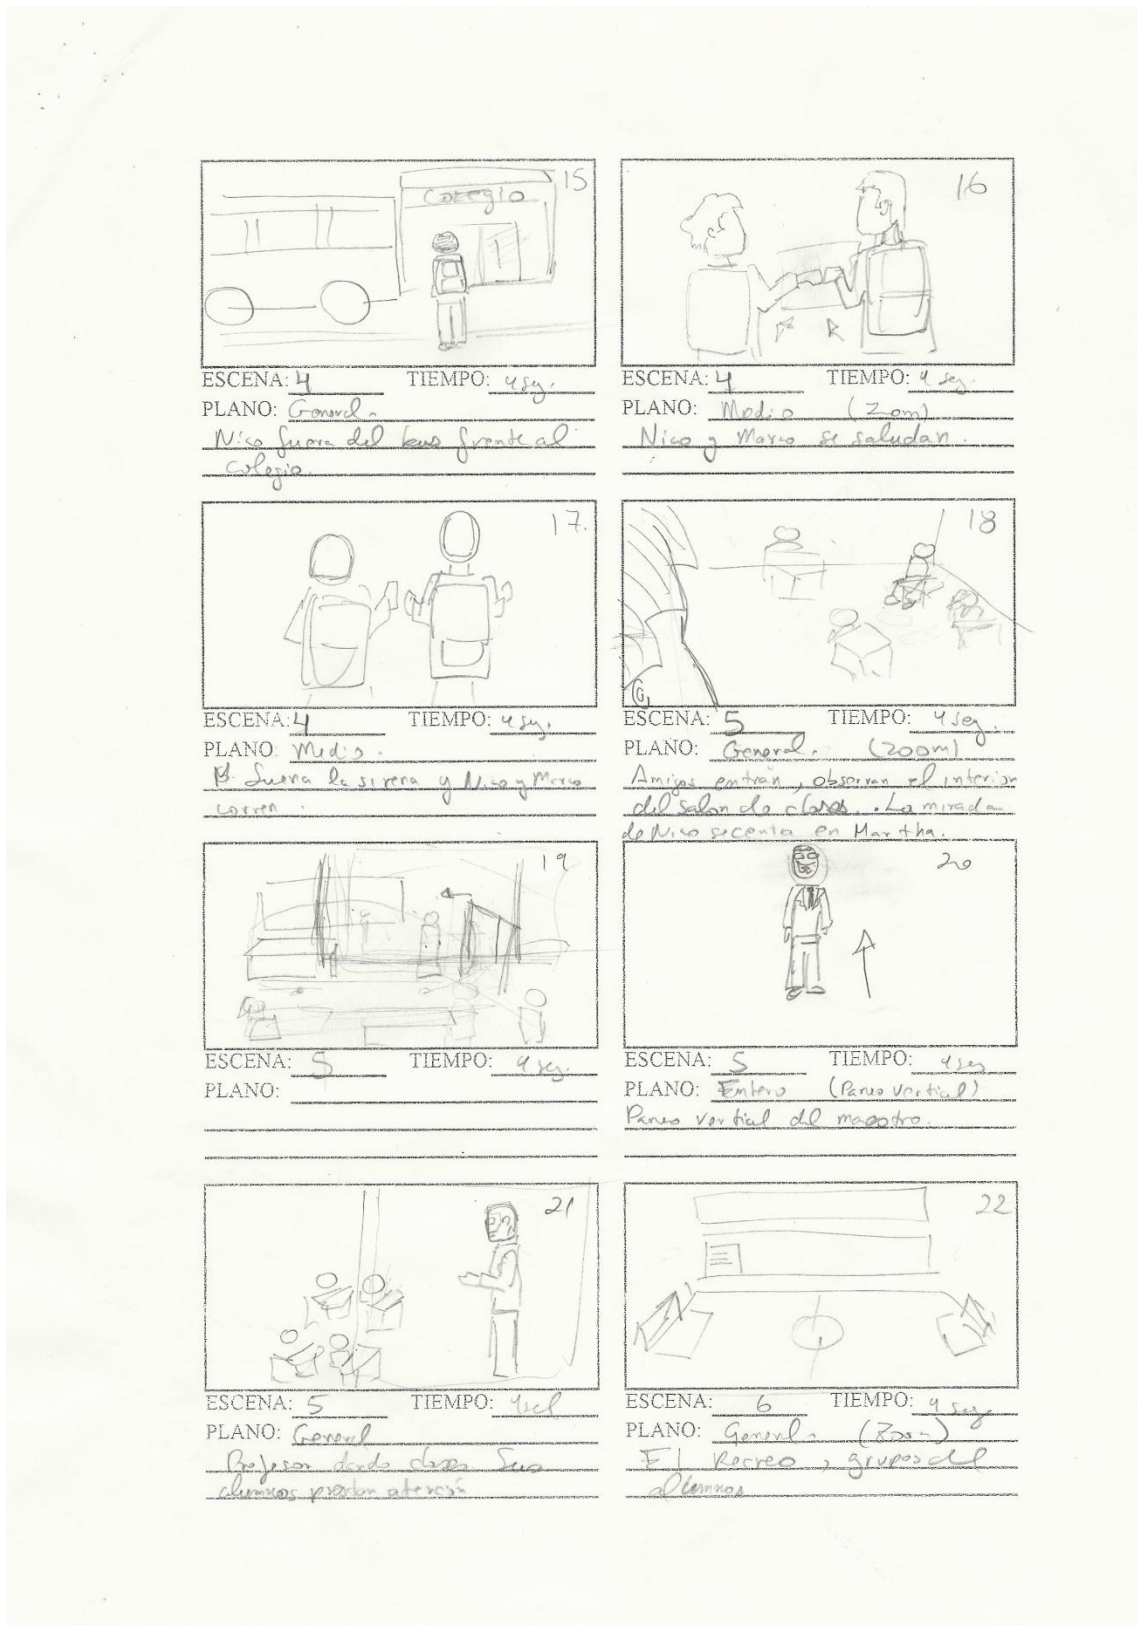 15
COLEGIO
ESCENA: 4 TIEMPO: 4 seg.
PLANO: General.
Nico fuera del bus frente al
colegio.
16
ESCENA: 4 TIEMPO: 4 seg.
PLANO: Medio (Zom)
Nico y Marco se saludan.
17.
ESCENA: 4 TIEMPO: 4 seg.
PLANO: Medio.
Suena la sirena y Nico y Marco
corren.
18
ESCENA: 5 TIEMPO: 4 seg.
PLANO: General. (Zoom)
Amigos entran, observan el interior
del salon de clases. La mirada
de Nico se centa en Martha.
19
ESCENA: 5 TIEMPO: 4 seg.
PLANO:
20
ESCENA: 5 TIEMPO: 4 seg
PLANO: Entero (Paneo vertical)
Paneo vertical del maestro.
21
ESCENA: 5 TIEMPO: 4
PLANO: General
Profesor dando clases Sus
alumnos prestan atención
22
ESCENA: 6 TIEMPO: 4 seg
PLANO: General. (Zoom)
El Recreo, grupos del
alumnos